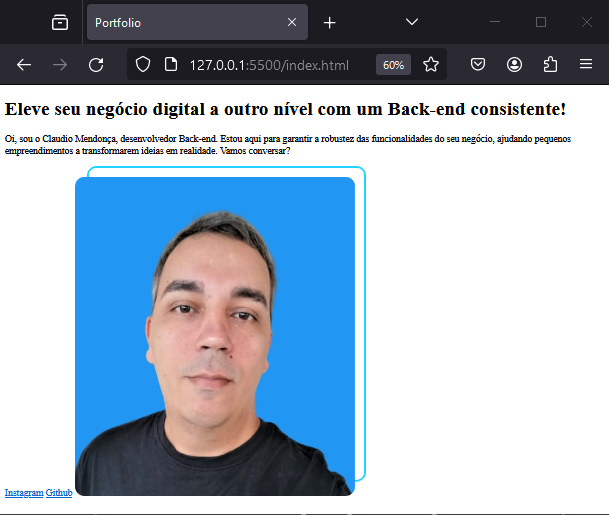 Portfolio
127.0.0.1:5500/index.html
60%
Eleve seu negócio digital a outro nível com um Back-end consistente!
Oi, sou o Claudio Mendonça, desenvolvedor Back-end. Estou aqui para garantir a robustez das funcionalidades do seu negócio, ajudando pequenos
empreendimentos a transformarem ideias em realidade. Vamos conversar?
Instagram Github